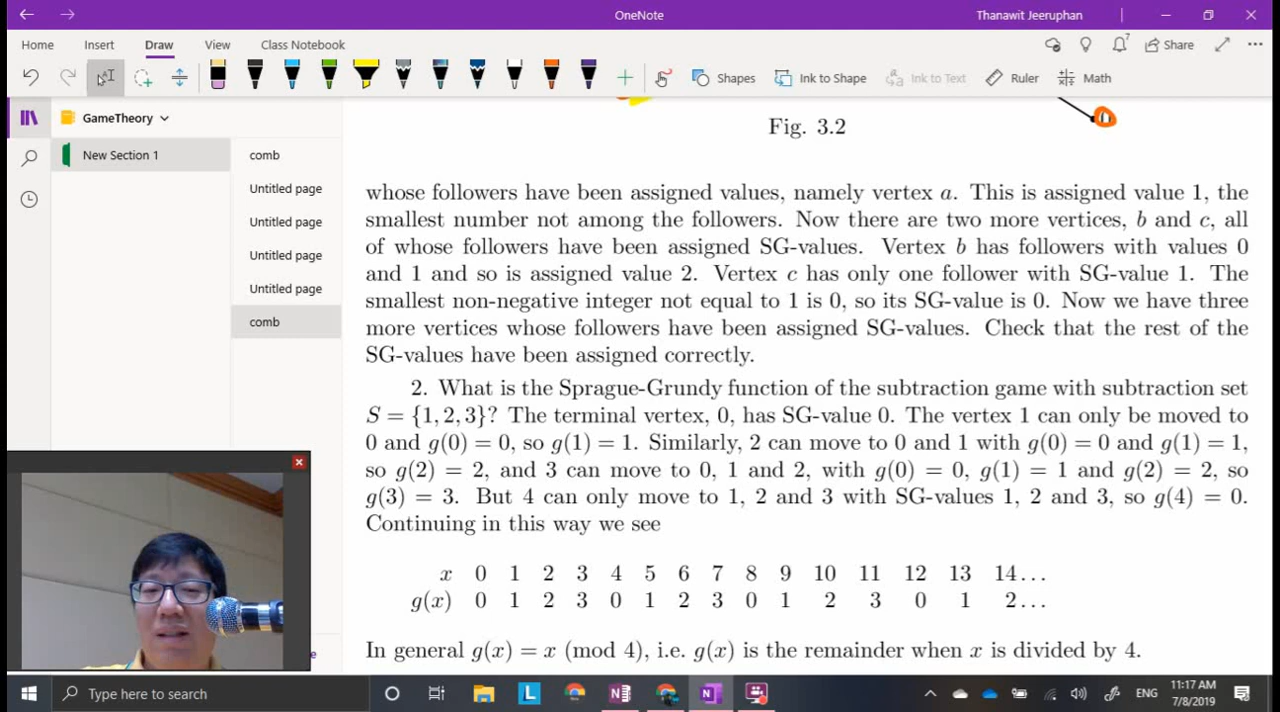 OneNote
Thanawit Jeeruphan
Home Insert Draw View Class Notebook
Share
Shapes Ink to Shape Ink to Text Ruler Math
GameTheory
New Section 1
comb
Untitled page
Untitled page
Untitled page
Untitled page
comb
Fig. 3.2
whose followers have been assigned values, namely vertex a. This is assigned value 1, the
smallest number not among the followers. Now there are two more vertices, b and c, all
of whose followers have been assigned SG-values. Vertex b has followers with values 0
and 1 and so is assigned value 2. Vertex c has only one follower with SG-value 1. The
smallest non-negative integer not equal to 1 is 0, so its SG-value is 0. Now we have three
more vertices whose followers have been assigned SG-values. Check that the rest of the
SG-values have been assigned correctly.
2. What is the Sprague-Grundy function of the subtraction game with subtraction set
S = {1, 2, 3}? The terminal vertex, 0, has SG-value 0. The vertex 1 can only be moved to
0 and g(0) = 0, so g(1) = 1. Similarly, 2 can move to 0 and 1 with g(0) = 0 and g(1) = 1,
so g(2) = 2, and 3 can move to 0, 1 and 2, with g(0) = 0, g(1) = 1 and g(2) = 2, so
g(3) = 3. But 4 can only move to 1, 2 and 3 with SG-values 1, 2 and 3, so g(4) = 0.
Continuing in this way we see
x 0 1 2 3 4 5 6 7 8 9 10 11 12 13 14...
g(x) 0 1 2 3 0 1 2 3 0 1 2 3 0 1 2...
In general g(x) = x (mod 4), i.e. g(x) is the remainder when x is divided by 4.
Type here to search
ENG
11:17 AM
7/8/2019